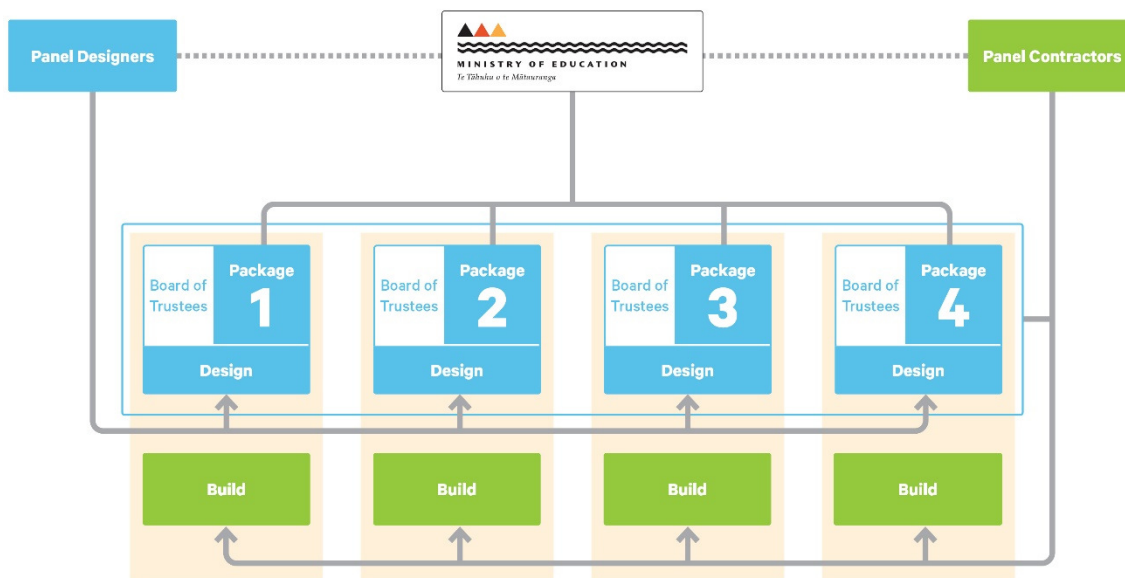 Panel Designers
MINISTRY OF EDUCATION
Te Tāhuhu o te Mātauranga
Panel Contractors
Board of
Trustees
Package
1
Design
Board of
Trustees
Package
2
Design
Board of
Trustees
Package
3
Design
Board of
Trustees
Package
4
Design
Build
Build
Build
Build